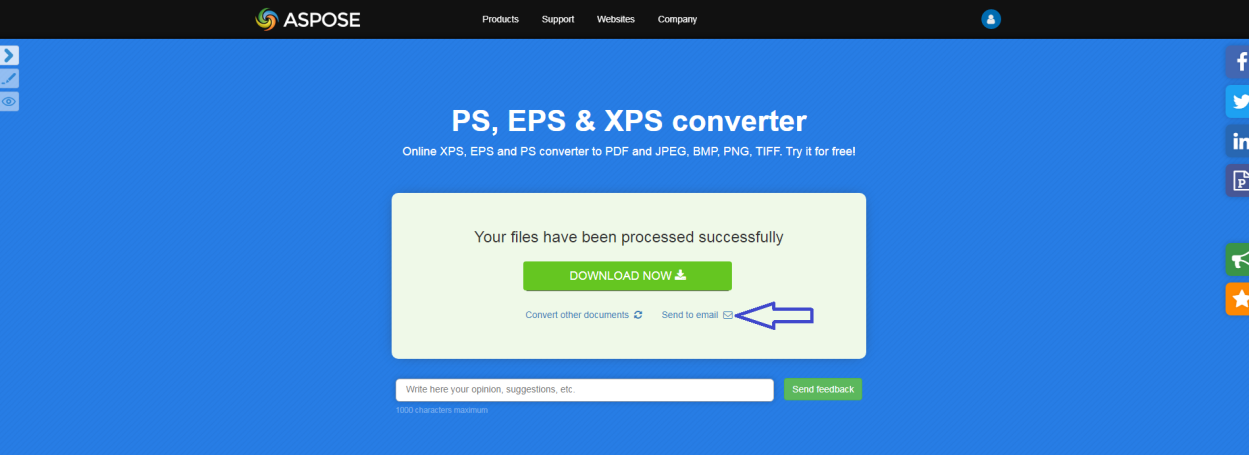 ASPOSE
Products Support Websites Company
PS, EPS & XPS converter
Online XPS, EPS and PS converter to PDF and JPEG, BMP, PNG, TIFF. Try it for free!
Your files have been processed successfully
DOWNLOAD NOW
Convert other documents Send to email
Write here your opinion, suggestions, etc.
Send feedback
1000 characters maximum